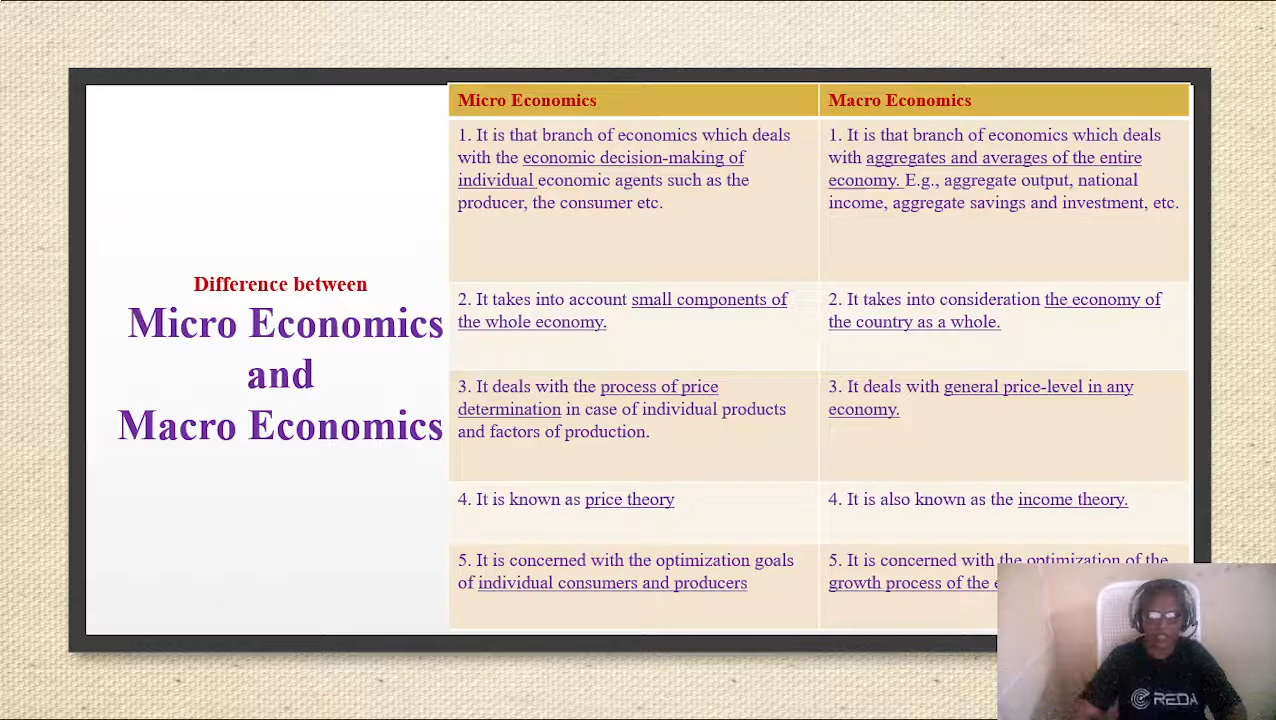 Difference between
Micro Economics
and
Macro Economics
Micro Economics
1. It is that branch of economics which deals
with the economic decision-making of
individual economic agents such as the
producer, the consumer etc.
2. It takes into account small components of
the whole economy.
3. It deals with the process of price
determination in case of individual products
and factors of production.
4. It is known as price theory
5. It is concerned with the optimization goals
of individual consumers and producers
Macro Economics
1. It is that branch of economics which deals
with aggregates and averages of the entire
economy. E.g., aggregate output, national
income, aggregate savings and investment, etc.
2. It takes into consideration the economy of
the country as a whole.
3. It deals with general price-level in any
economy.
4. It is also known as the income theory.
5. It is concerned with the optimization of the
growth process of the
REDA